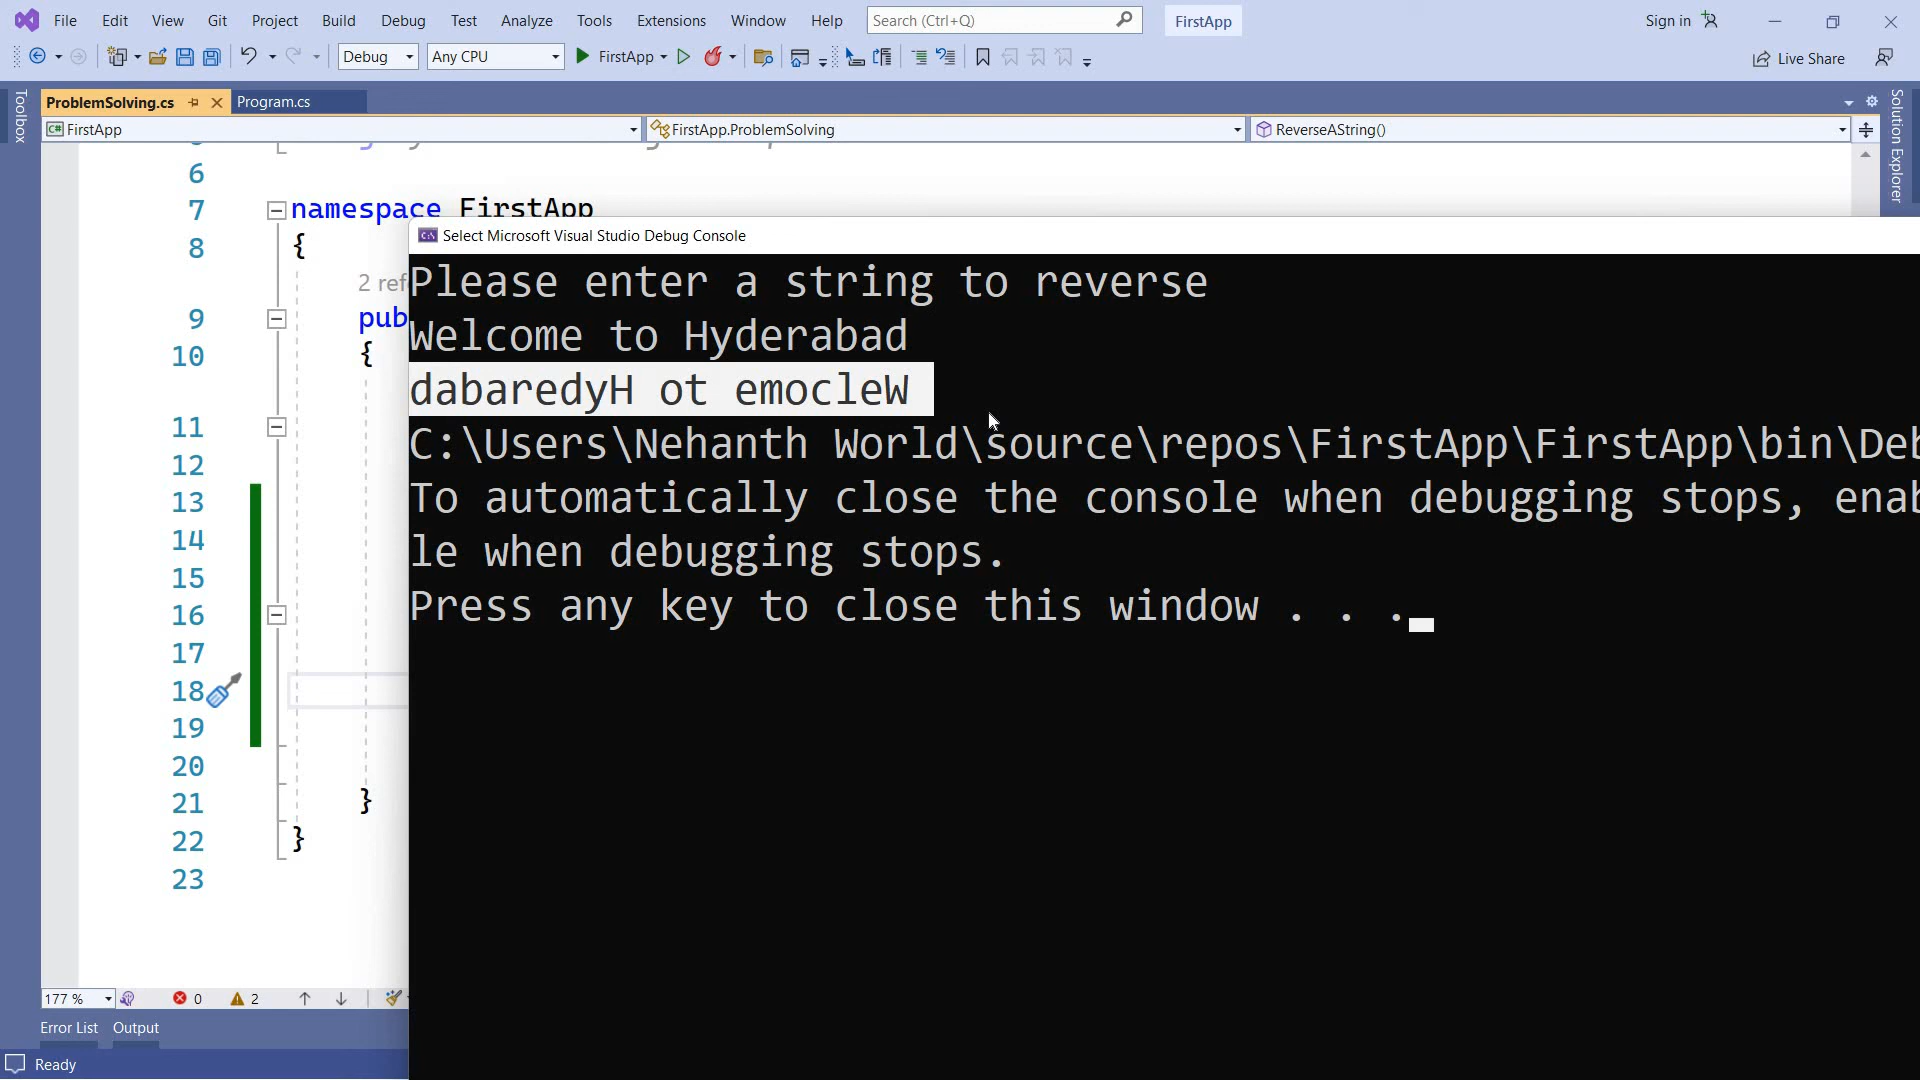 File Edit View Git Project Build Debug Test Analyze Tools Extensions Window Help Search (Ctrl+Q) FirstApp Sign in
Debug Any CPU FirstApp Live Share
Toolbox
ProblemSolving.cs Program.cs
Solution Explorer
C# FirstApp FirstApp.ProblemSolving ReverseAString()
6
7 namespace FirstApp
8 {
2 ref
9 pub
10 {
11
12
13
14
15
16
17
18
19
20
21 }
22 }
23
Select Microsoft Visual Studio Debug Console
Please enter a string to reverse
Welcome to Hyderabad
dabaredyH ot emocleW
C:\Users\Nehanth World\source\repos\FirstApp\FirstApp\bin\Deb
To automatically close the console when debugging stops, enab
le when debugging stops.
Press any key to close this window . . .
177 % 0 2
Error List Output
Ready